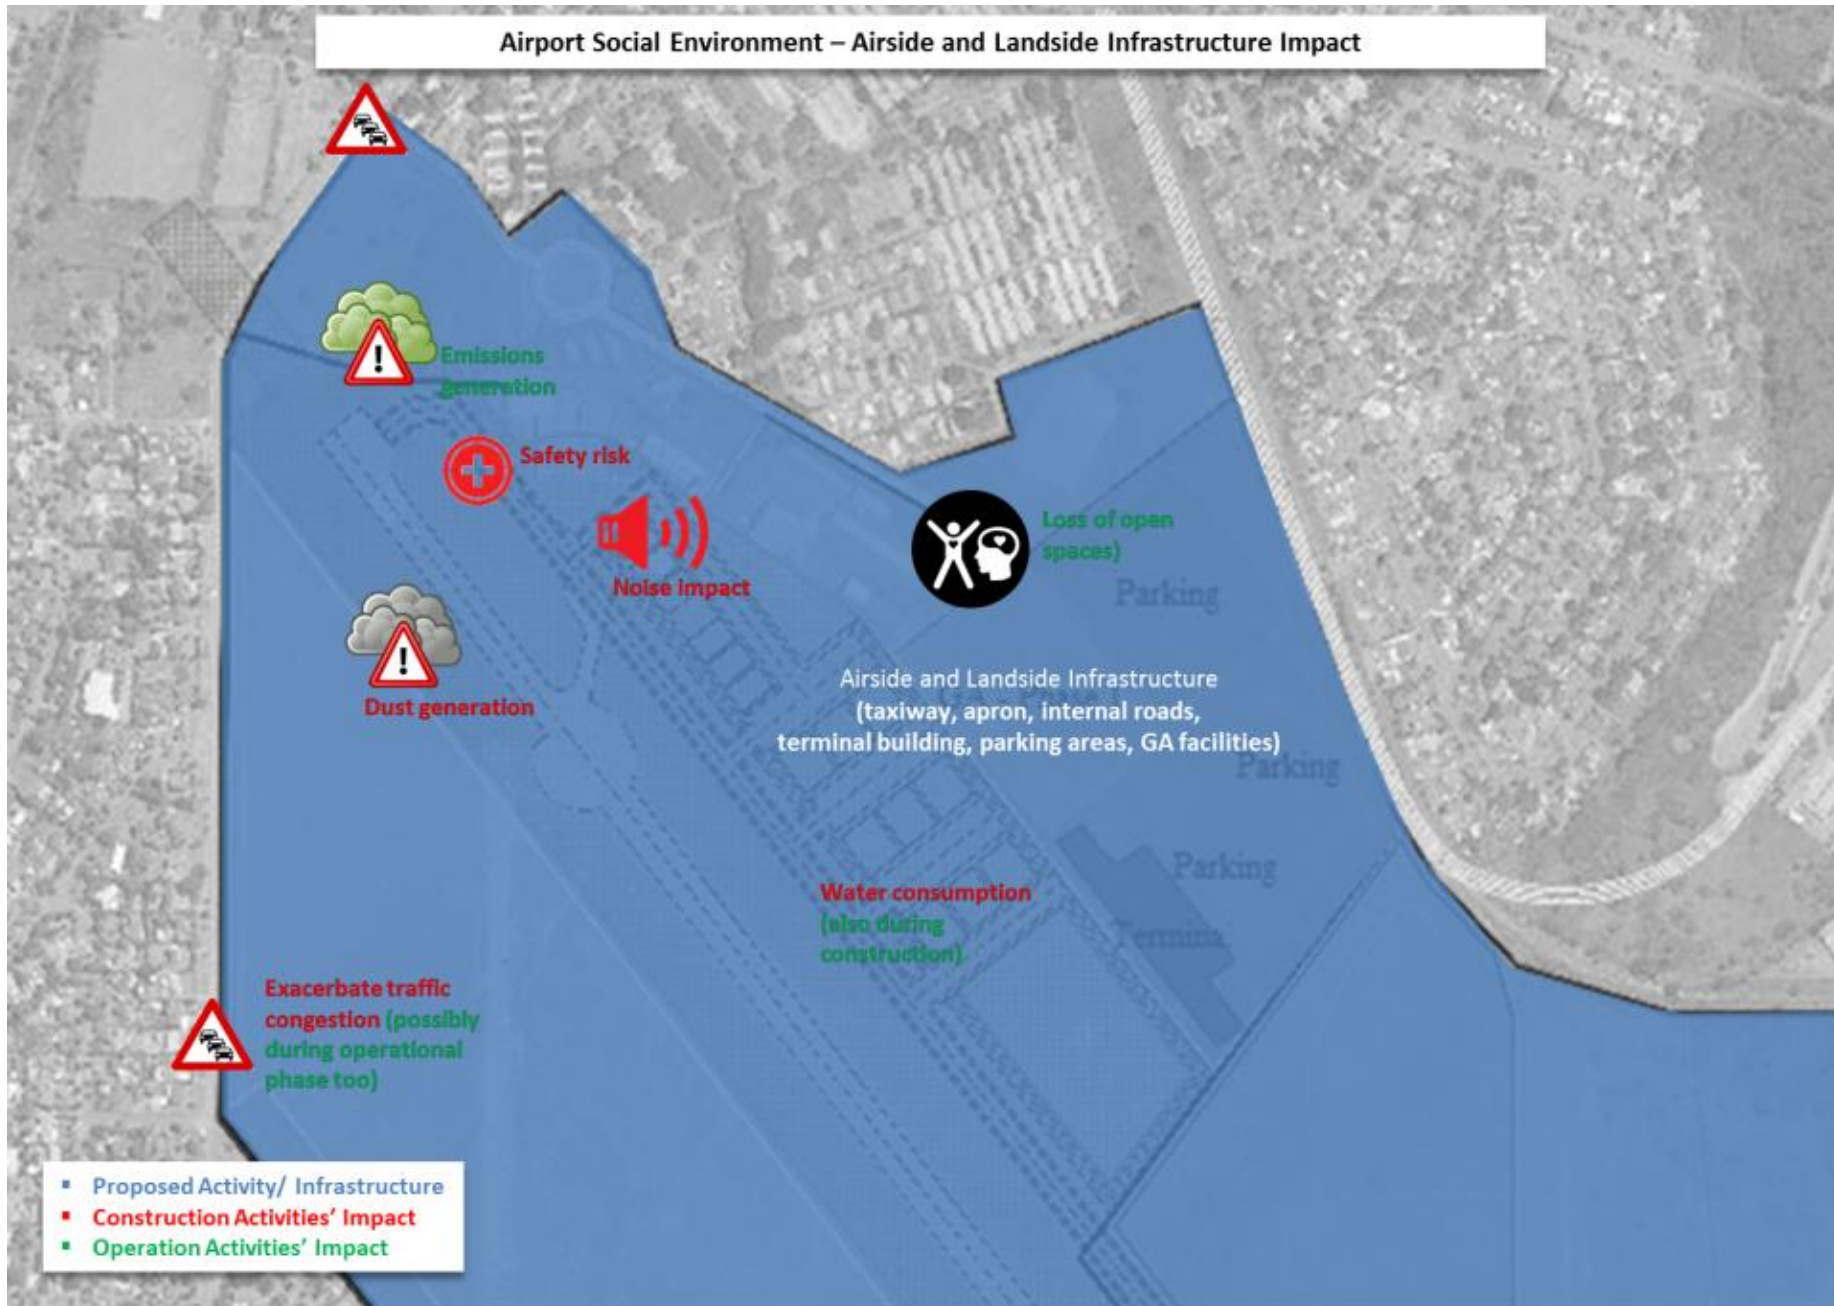 Airport Social Environment – Airside and Landside Infrastructure Impact
Emissions
generation
Safety risk
Noise impact
Loss of open
spaces)
Parking
Dust generation
Airside and Landside Infrastructure
(taxiway, apron, internal roads,
terminal building, parking areas, GA facilities)
Parking
Parking
Water consumption
(also during
construction)
Exacerbate traffic
congestion (possibly
during operational
phase too)
▪ Proposed Activity/ Infrastructure
▪ Construction Activities’ Impact
▪ Operation Activities’ Impact